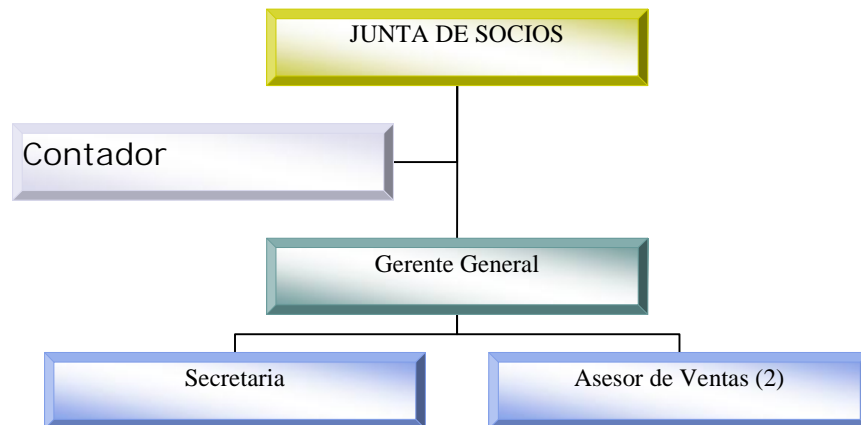 JUNTA DE SOCIOS
Contador
Gerente General
Secretaria
Asesor de Ventas (2)